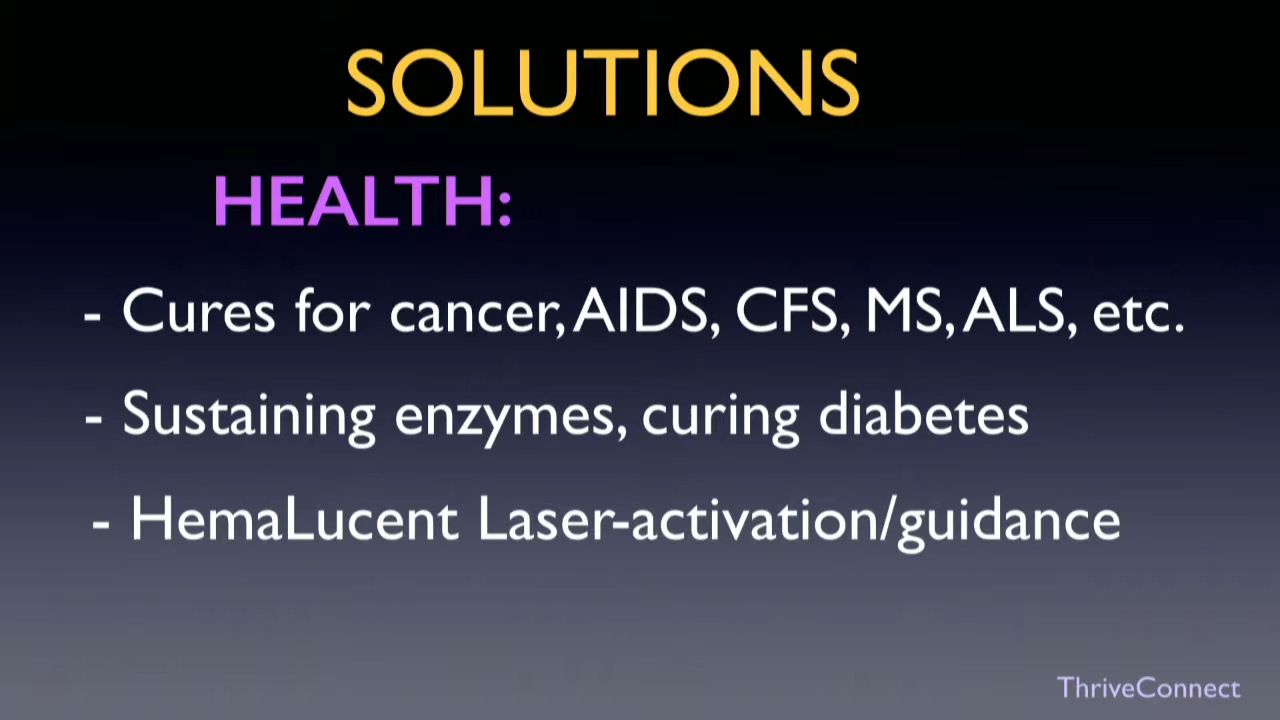 SOLUTIONS
HEALTH:
- Cures for cancer, AIDS, CFS, MS, ALS, etc.
- Sustaining enzymes, curing diabetes
- HemaLucent Laser-activation/guidance
ThriveConnect